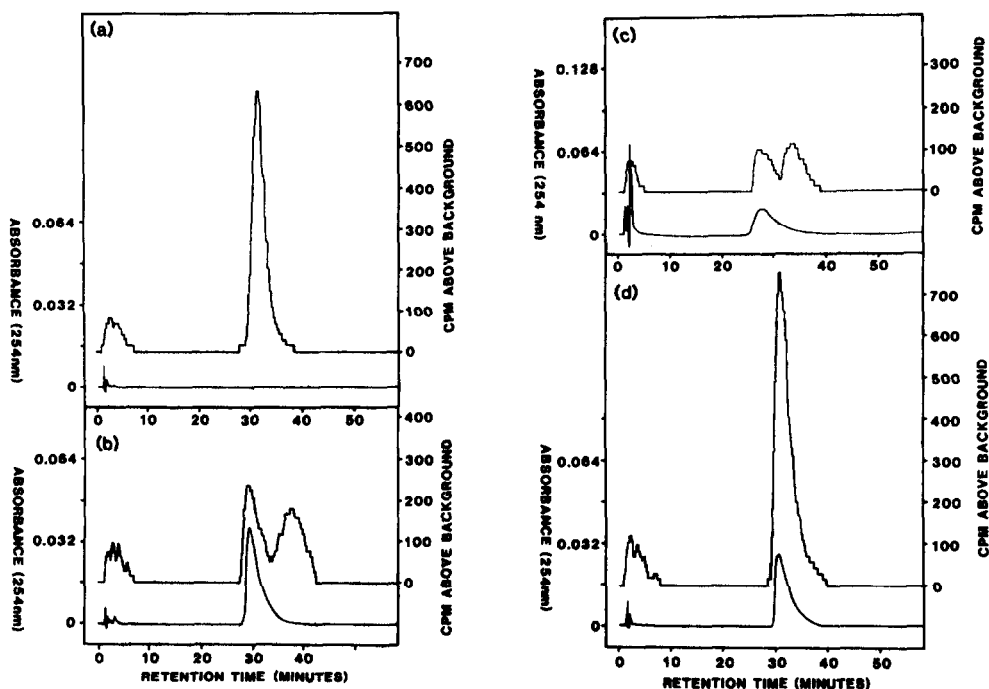 (a)
700
600
500
400
300
200
100
0
CPM ABOVE BACKGROUND
0.064
0.032
0
ABSORBANCE (254nm)
0 10 20 30 40 50
(b)
400
300
200
100
0
CPM ABOVE BACKGROUND
0.064
0.032
0
ABSORBANCE (254nm)
0 10 20 30 40
RETENTION TIME (MINUTES)
(c)
300
200
100
0
CPM ABOVE BACKGROUND
0.128
0.064
0
ABSORBANCE (254 nm)
0 10 20 30 40 50
(d)
700
600
500
400
300
200
100
0
CPM ABOVE BACKGROUND
0.064
0.032
0
ABSORBANCE (254nm)
0 10 20 30 40 50
RETENTION TIME (MINUTES)